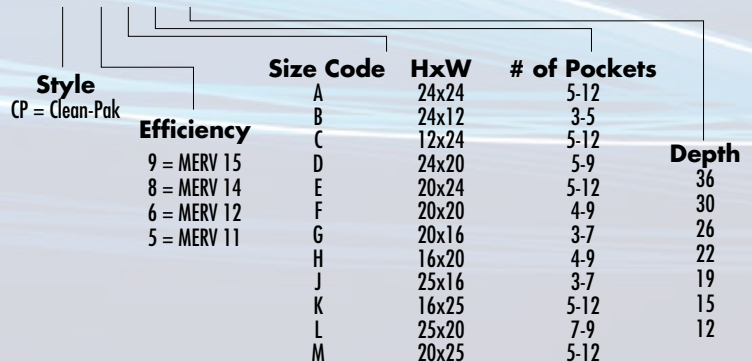 Style
CP = Clean-Pak
Efficiency
9 = MERV 15
8 = MERV 14
6 = MERV 12
5 = MERV 11
Size Code HxW # of Pockets
A 24x24 5-12
B 24x12 3-5
C 12x24 5-12
D 24x20 5-9
E 20x24 5-12
F 20x20 4-9
G 20x16 3-7
H 16x20 4-9
J 25x16 3-7
K 16x25 5-12
L 25x20 7-9
M 20x25 5-12
Depth
36
30
26
22
19
15
12